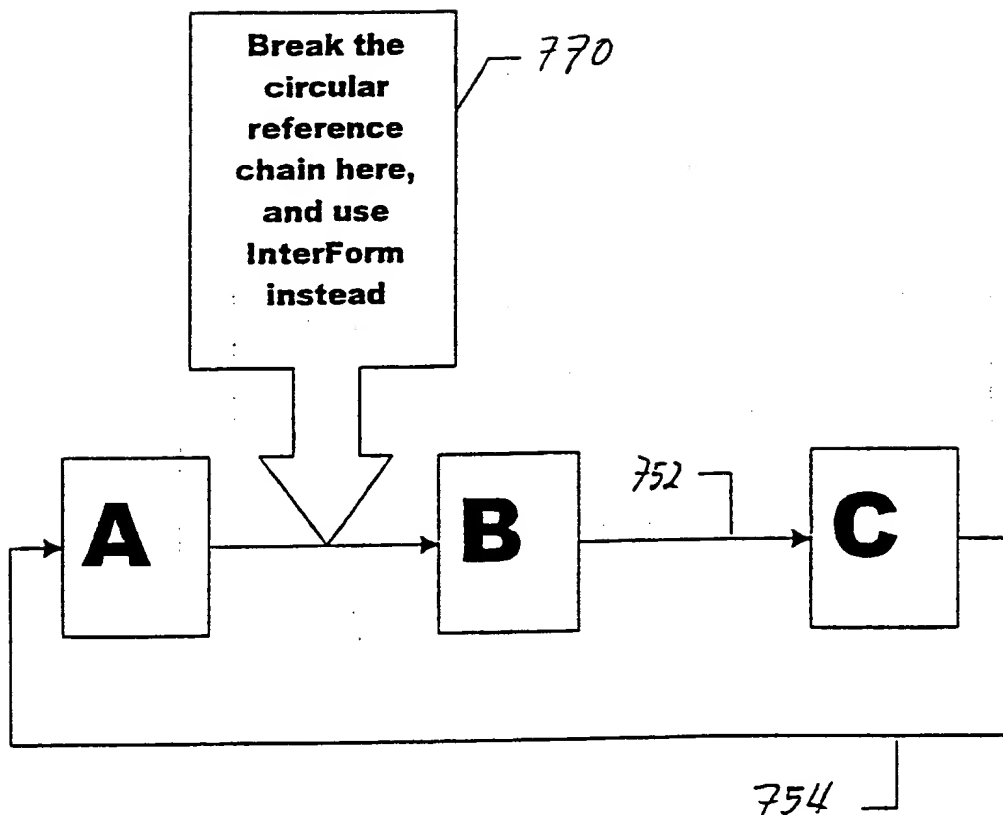 Break the
circular
reference
chain here,
and use
InterForm
instead
770
A
B
752
C
754